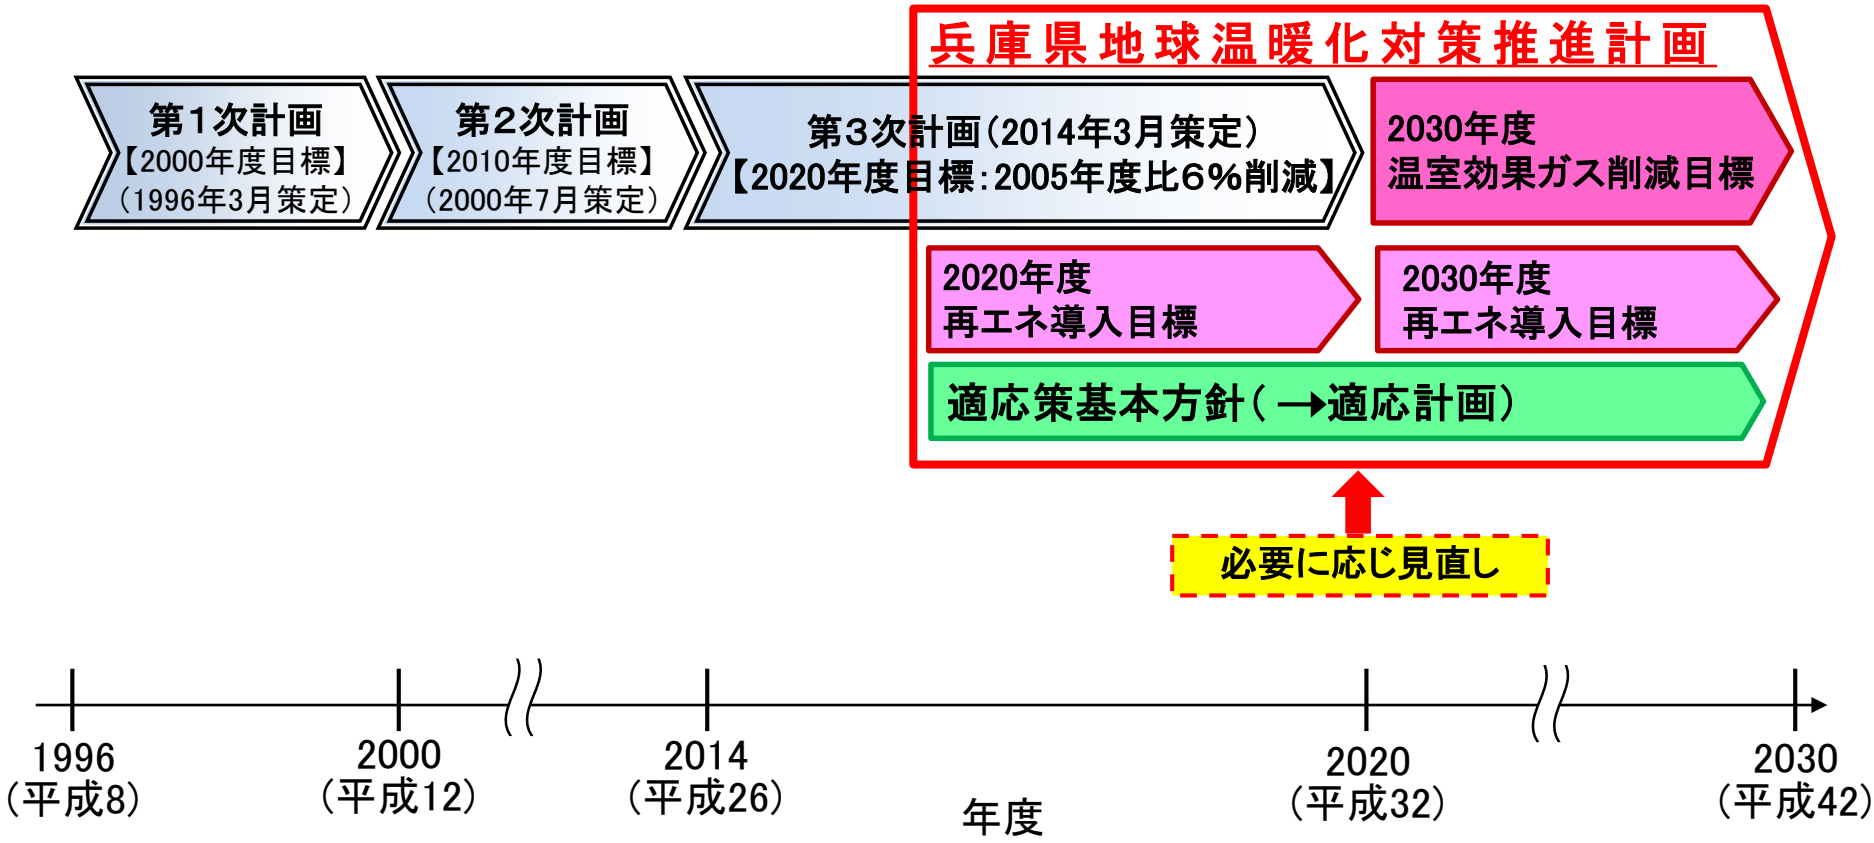 兵庫県地球温暖化対策推進計画
第１次計画
【2000年度目標】
（1996年3月策定）
第２次計画
【2010年度目標】
（2000年7月策定）
第３次計画（2014年3月策定）
【2020年度目標：2005年度比６％削減】
2030年度
温室効果ガス削減目標
2020年度
再エネ導入目標
2030年度
再エネ導入目標
適応策基本方針（→適応計画）
必要に応じ見直し
1996
（平成8）
2000
（平成12）
2014
（平成26）
年度
2020
（平成32）
2030
（平成42）